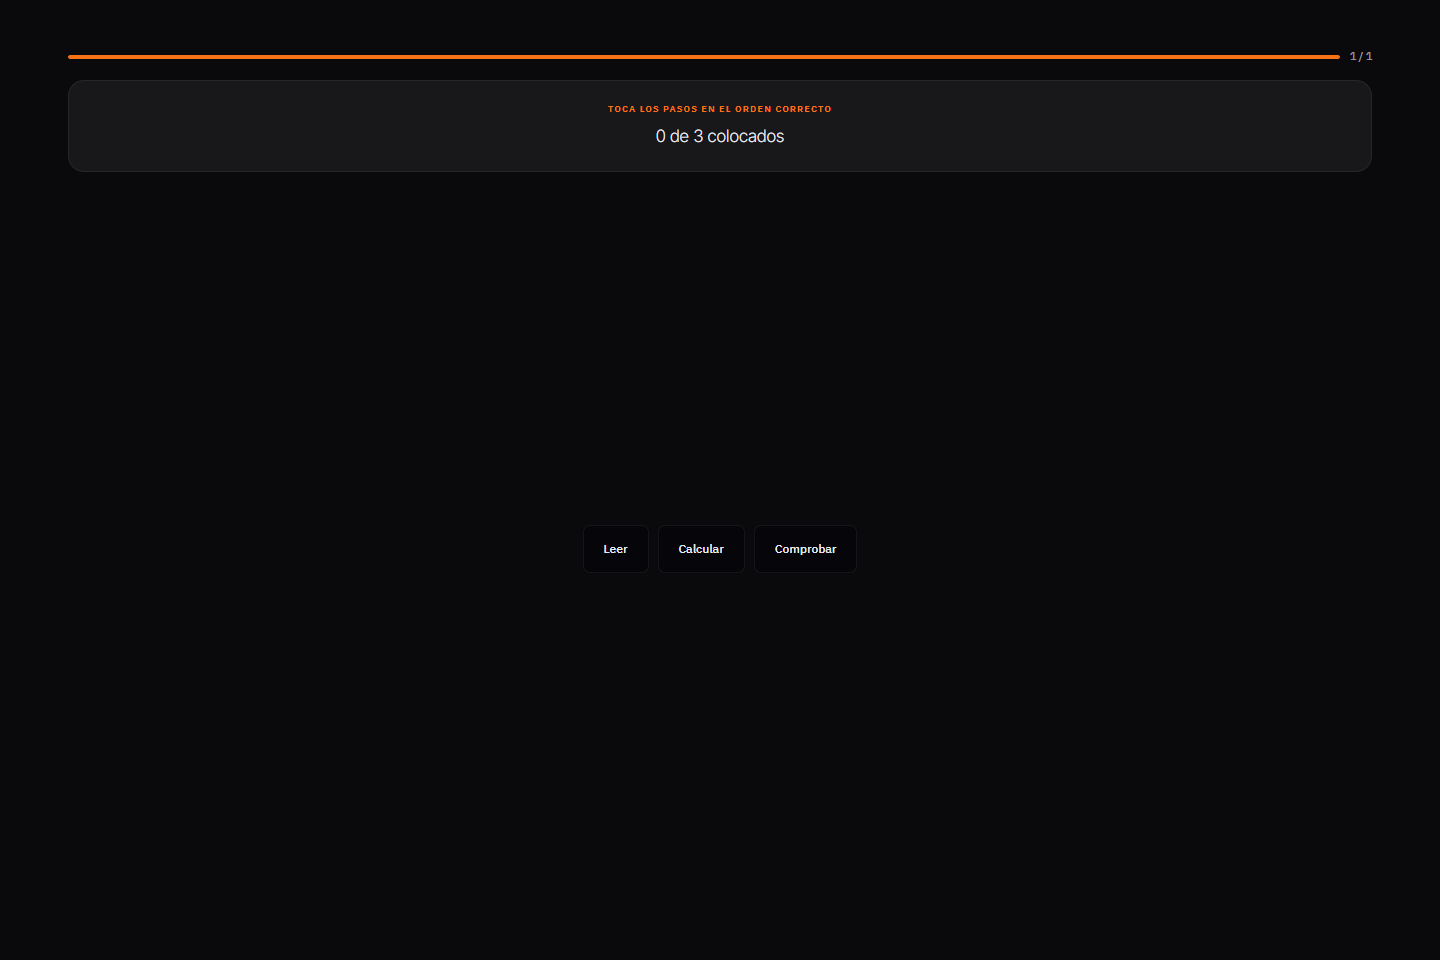 1 / 1
TOCA LOS PASOS EN EL ORDEN CORRECTO
0 de 3 colocados
Leer
Calcular
Comprobar